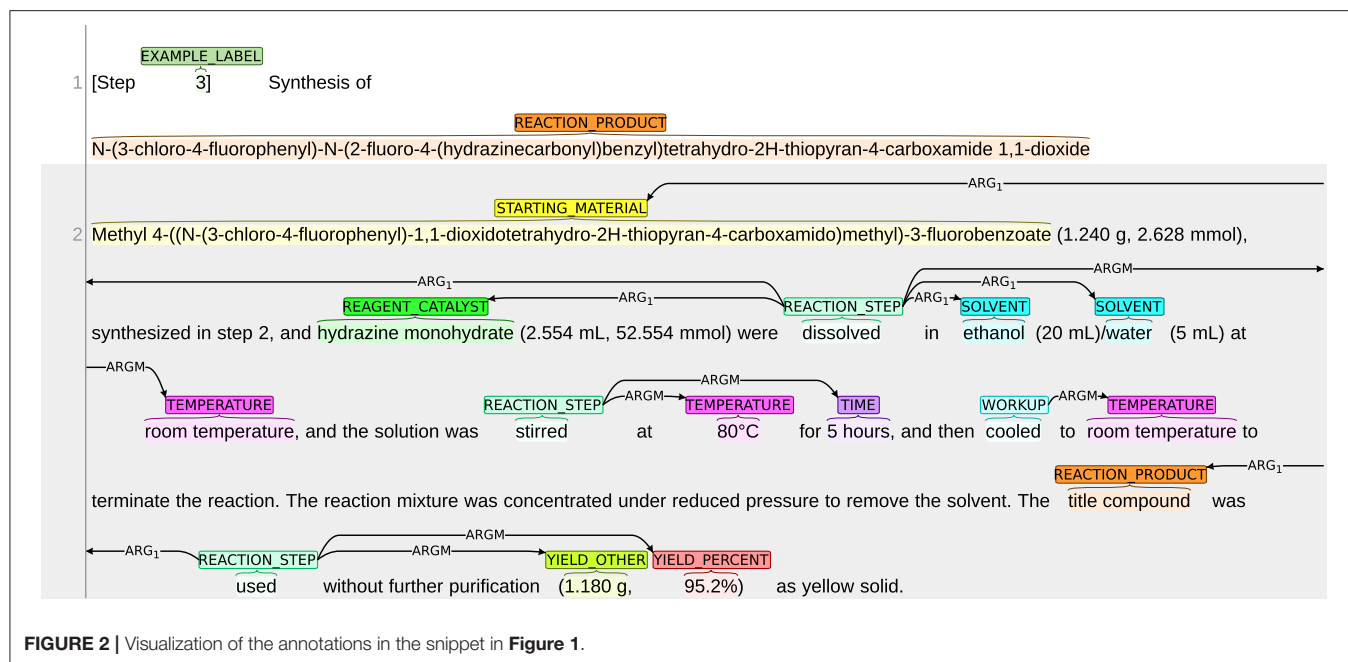 EXAMPLE_LABEL
1 [Step 3] Synthesis of
REACTION_PRODUCT
N-(3-chloro-4-fluorophenyl)-N-(2-fluoro-4-(hydrazinecarbonyl)benzyl)tetrahydro-2H-thiopyran-4-carboxamide 1,1-dioxide
ARG1
STARTING_MATERIAL
2 Methyl 4-((N-(3-chloro-4-fluorophenyl)-1,1-dioxidotetrahydro-2H-thiopyran-4-carboxamido)methyl)-3-fluorobenzoate (1.240 g, 2.628 mmol),
ARGM
ARG1 ARG1
REAGENT_CATALYST ARG1 REACTION_STEP ARG1 SOLVENT SOLVENT
synthesized in step 2, and hydrazine monohydrate (2.554 mL, 52.554 mmol) were dissolved in ethanol (20 mL)/water (5 mL) at
ARGM
ARGM
TEMPERATURE REACTION_STEP ARGM TEMPERATURE TIME WORKUP ARGM TEMPERATURE
room temperature, and the solution was stirred at 80°C for 5 hours, and then cooled to room temperature to
REACTION_PRODUCT ARG1
terminate the reaction. The reaction mixture was concentrated under reduced pressure to remove the solvent. The title compound was
ARGM
ARG1 REACTION_STEP ARGM YIELD_OTHER YIELD_PERCENT
used without further purification (1.180 g, 95.2%) as yellow solid.
FIGURE 2 | Visualization of the annotations in the snippet in Figure 1.